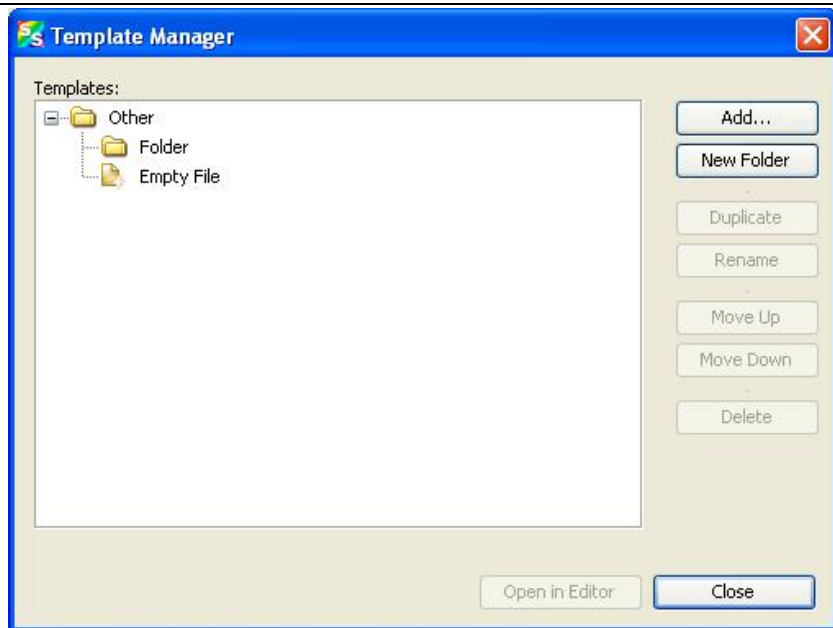 SS Template Manager
Templates:
Other
Folder
Empty File
Add...
New Folder
Duplicate
Rename
Move Up
Move Down
Delete
Open in Editor
Close